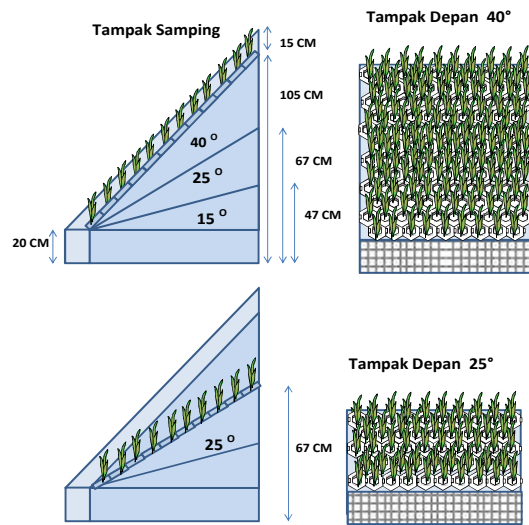 Tampak Samping
Tampak Depan 40°
15 CM
105 CM
40 O
67 CM
25 O
47 CM
15 O
20 CM
Tampak Depan 25°
25 O
67 CM